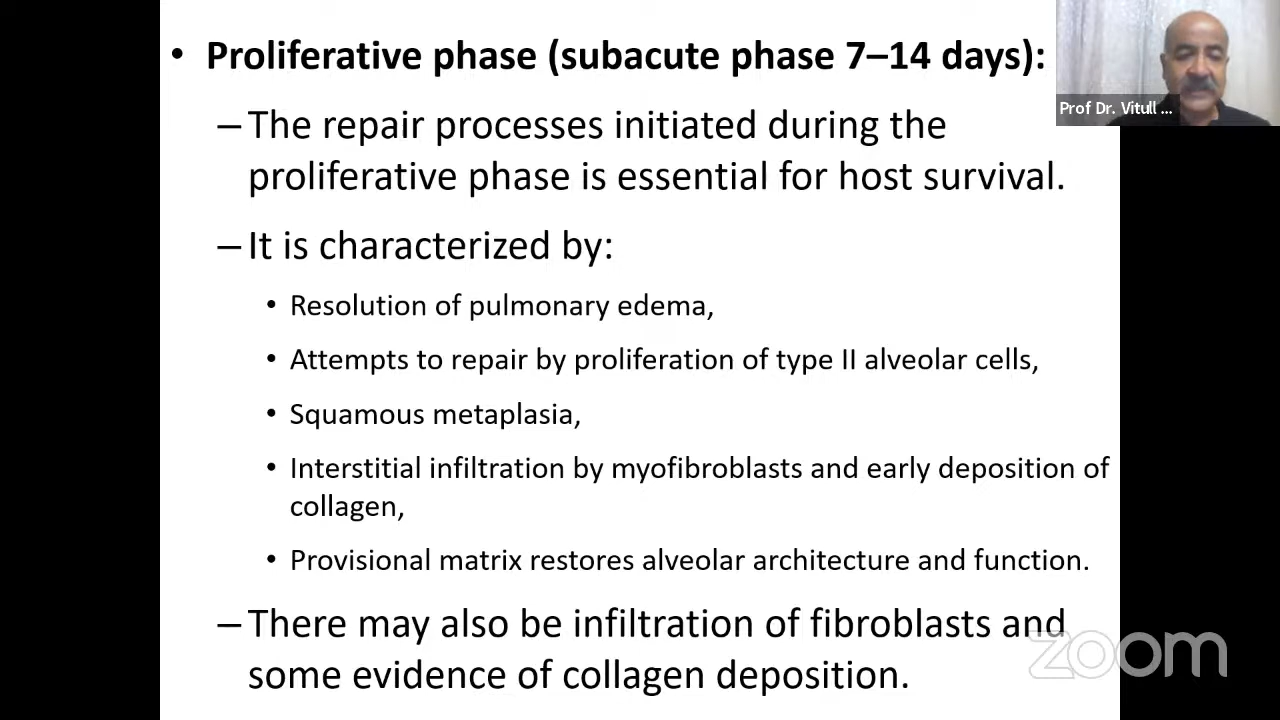 • Proliferative phase (subacute phase 7–14 days):
Prof Dr. Vitull ...
–The repair processes initiated during the
proliferative phase is essential for host survival.
–It is characterized by:
• Resolution of pulmonary edema,
• Attempts to repair by proliferation of type II alveolar cells,
• Squamous metaplasia,
• Interstitial infiltration by myofibroblasts and early deposition of
collagen,
• Provisional matrix restores alveolar architecture and function.
–There may also be infiltration of fibroblasts and
some evidence of collagen deposition.
zoom